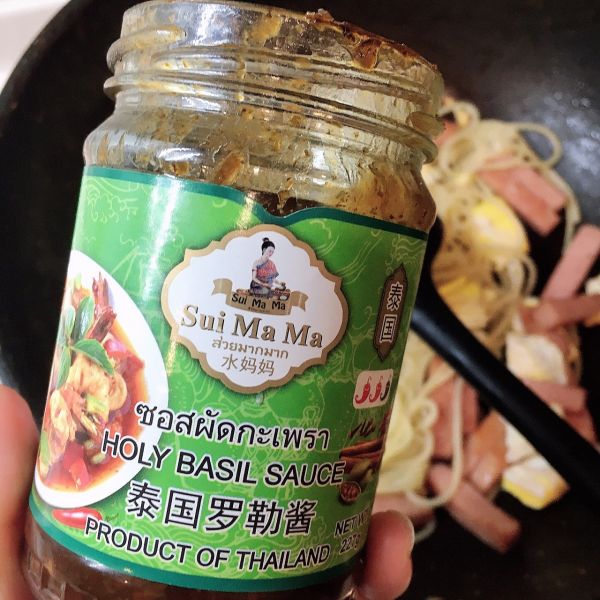 Sui Ma Ma
Sui Ma Ma
สวยมากมาก
水妈妈
泰国
ซอสผัดกะเพรา
HOLY BASIL SAUCE
泰国罗勒酱
PRODUCT OF THAILAND
NET
227